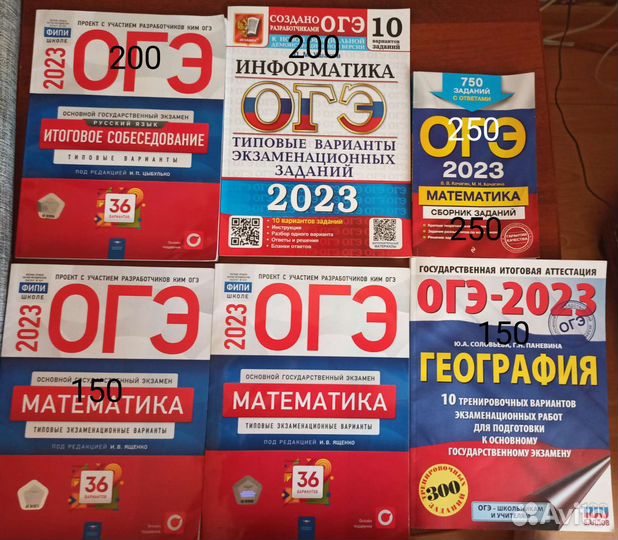 ПРОЕКТ С УЧАСТИЕМ РАЗРАБОТЧИКОВ КИМ ОГЭ
ФИПИ
ШКОЛЕ
2023
ОГЭ
200
ОСНОВНОЙ ГОСУДАРСТВЕННЫЙ ЭКЗАМЕН
РУССКИЙ ЯЗЫК
ИТОГОВОЕ СОБЕСЕДОВАНИЕ
ТИПОВЫЕ ВАРИАНТЫ
ПОД РЕДАКЦИЕЙ И.П. ЦЫБУЛЬКО
36
ВАРИАНТОВ
СОЗДАНО
РАЗРАБОТЧИКАМИ
ОГЭ
10
вариантов
заданий
200
ИНФОРМАТИКА
ОГЭ
ТИПОВЫЕ ВАРИАНТЫ
ЭКЗАМЕНАЦИОННЫХ
ЗАДАНИЙ
2023
10 вариантов заданий
Инструкция
Разбор одного варианта
Ответы и решения
Бланки ответов
750
ЗАДАНИЙ
С ОТВЕТАМИ
ОГЭ
250
2023
МАТЕМАТИКА
СБОРНИК ЗАДАНИЙ
250
ПРОЕКТ С УЧАСТИЕМ РАЗРАБОТЧИКОВ КИМ ОГЭ
ФИПИ
ШКОЛЕ
2023
ОГЭ
ОСНОВНОЙ ГОСУДАРСТВЕННЫЙ ЭКЗАМЕН
150
МАТЕМАТИКА
ТИПОВЫЕ ЭКЗАМЕНАЦИОННЫЕ ВАРИАНТЫ
ПОД РЕДАКЦИЕЙ И.В. ЯЩЕНКО
36
ВАРИАНТОВ
ПРОЕКТ С УЧАСТИЕМ РАЗРАБОТЧИКОВ КИМ ОГЭ
ФИПИ
ШКОЛЕ
2023
ОГЭ
ОСНОВНОЙ ГОСУДАРСТВЕННЫЙ ЭКЗАМЕН
МАТЕМАТИКА
ТИПОВЫЕ ЭКЗАМЕНАЦИОННЫЕ ВАРИАНТЫ
ПОД РЕДАКЦИЕЙ И.В. ЯЩЕНКО
36
ВАРИАНТОВ
ГОСУДАРСТВЕННАЯ ИТОГОВАЯ АТТЕСТАЦИЯ
ОГЭ-2023
ОГЭ
150
Ю.А. СОЛОВЬЕВА, Г.Н. ПАНЕВИНА
ГЕОГРАФИЯ
10 ТРЕНИРОВОЧНЫХ ВАРИАНТОВ
ЭКЗАМЕНАЦИОННЫХ РАБОТ
ДЛЯ ПОДГОТОВКИ
К ОСНОВНОМУ
ГОСУДАРСТВЕННОМУ ЭКЗАМЕНУ
300
ОГЭ - ШКОЛЬНИКАМ
И УЧИТЕЛЯМ
Avito